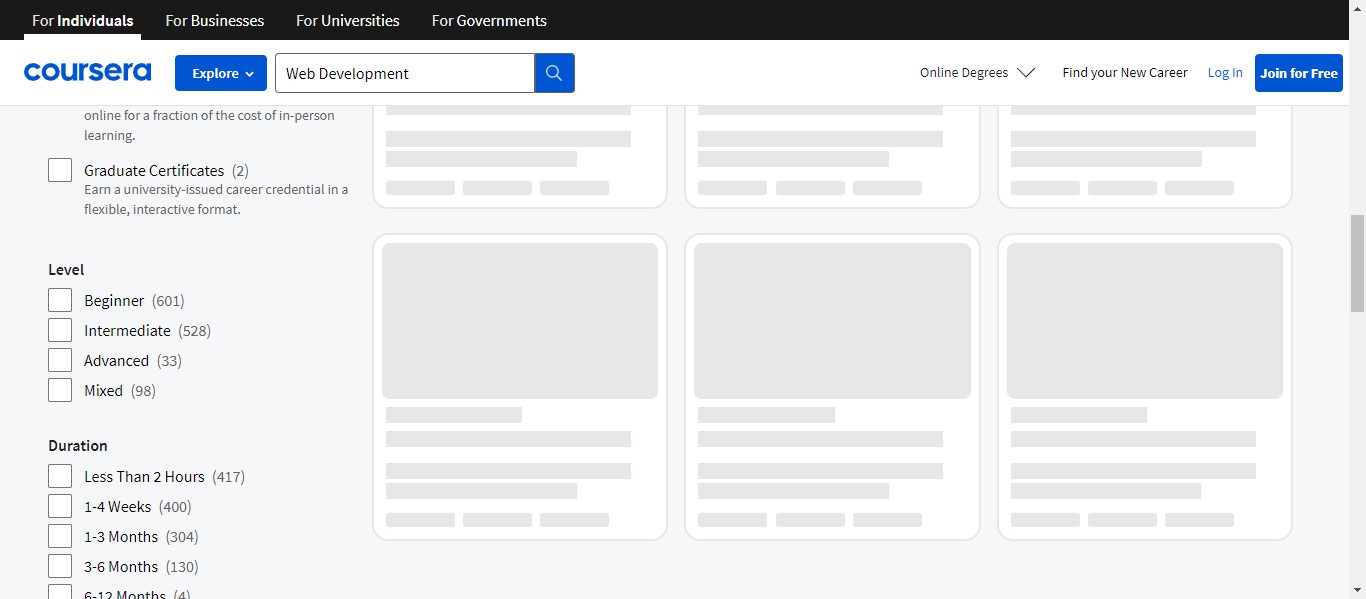 For Individuals
For Businesses
For Universities
For Governments
coursera
Explore
Web Development
Online Degrees
Find your New Career
Log In
Join for Free
online for a fraction of the cost of in-person
learning.
Graduate Certificates (2)
Earn a university-issued career credential in a
flexible, interactive format.
Level
Beginner (601)
Intermediate (528)
Advanced (33)
Mixed (98)
Duration
Less Than 2 Hours (417)
1-4 Weeks (400)
1-3 Months (304)
3-6 Months (130)
6-12 Months (4)